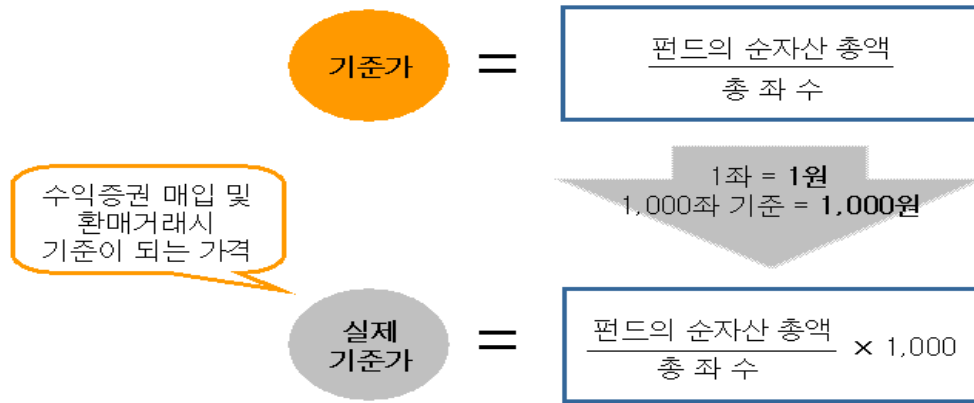 기준가
=
펀드의 순자산 총액
총 좌 수
1좌 = 1원
1,000좌 기준 = 1,000원
수익증권 매입 및
환매거래시
기준이 되는 가격
실제
기준가
=
펀드의 순자산 총액
총 좌 수
× 1,000